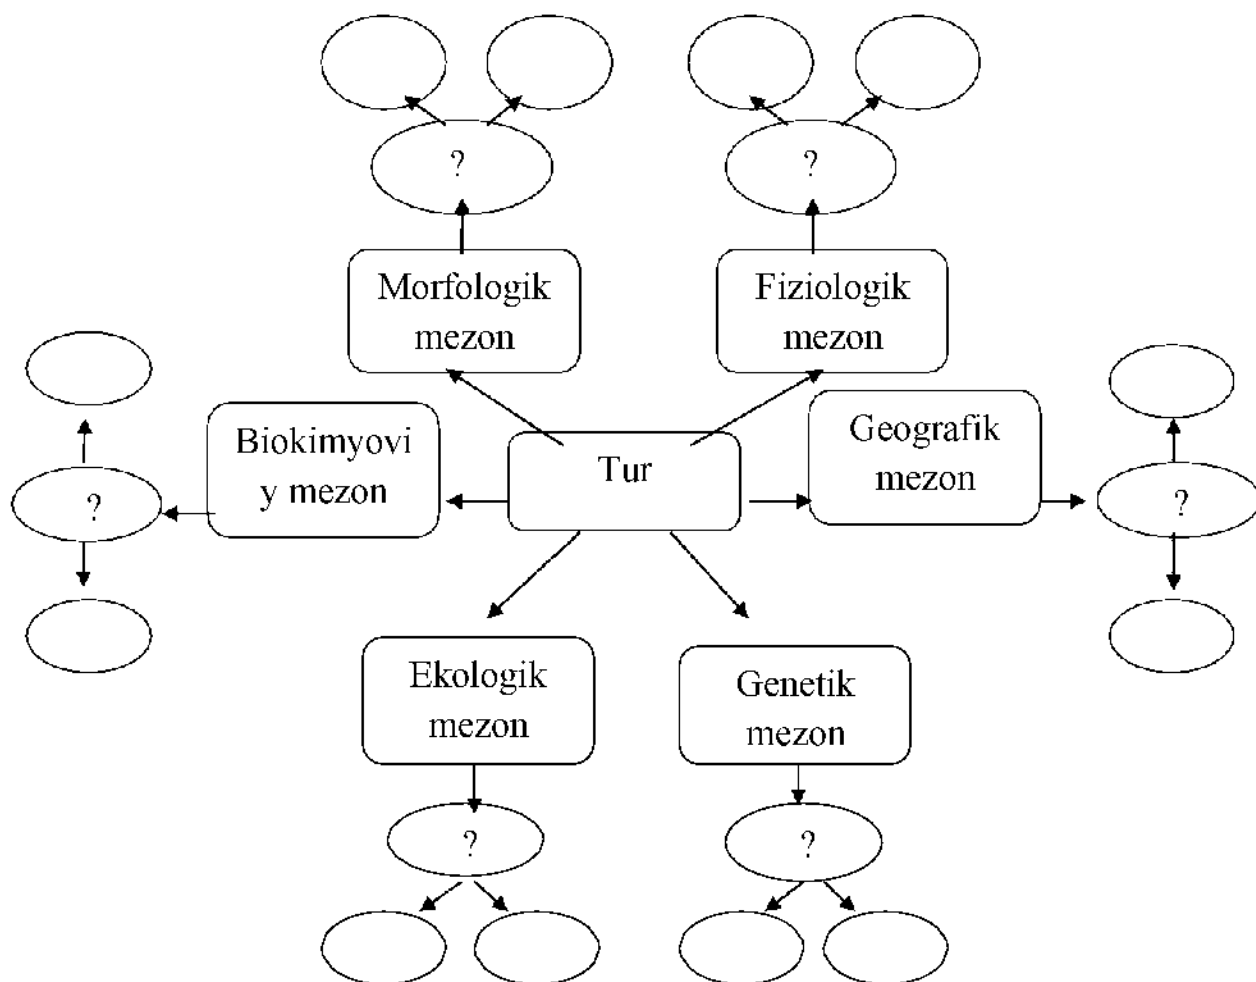 ?
?
Morfologik
mezon
Fiziologik
mezon
Biokimyovi
y mezon
Tur
Geografik
mezon
?
?
Ekologik
mezon
Genetik
mezon
?
?